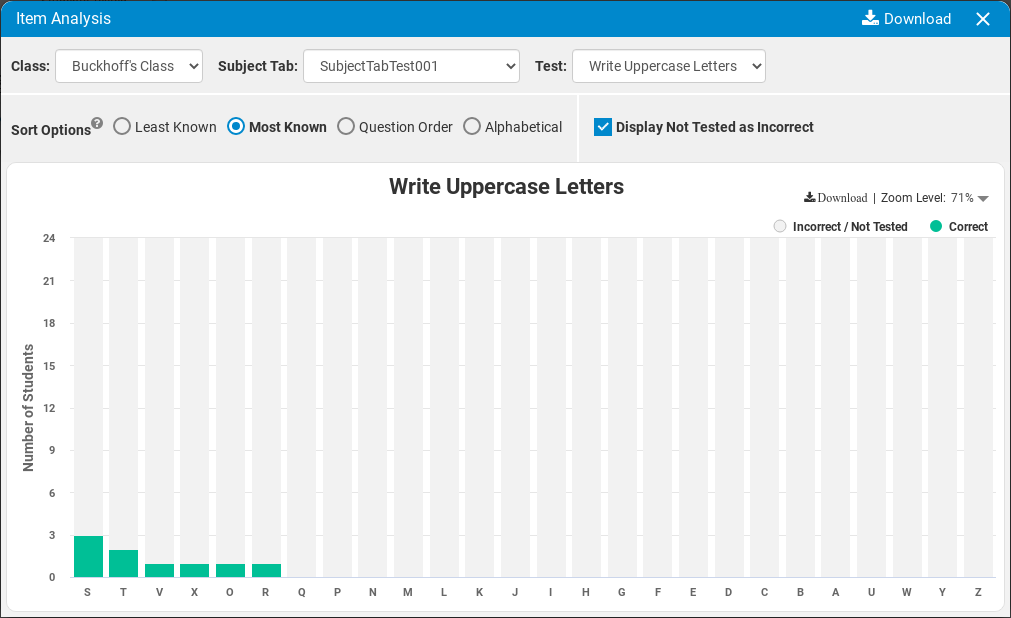 Item Analysis Download
Class: Buckhoff's Class Subject Tab: SubjectTabTest001 Test: Write Uppercase Letters
Sort Options ? Least Known Most Known Question Order Alphabetical Display Not Tested as Incorrect
Write Uppercase Letters
Download | Zoom Level: 71%
Incorrect / Not Tested Correct
24
21
18
15
12
9
6
3
0
Number of Students
S T V X O R Q P N M L K J I H G F E D C B A U W Y Z